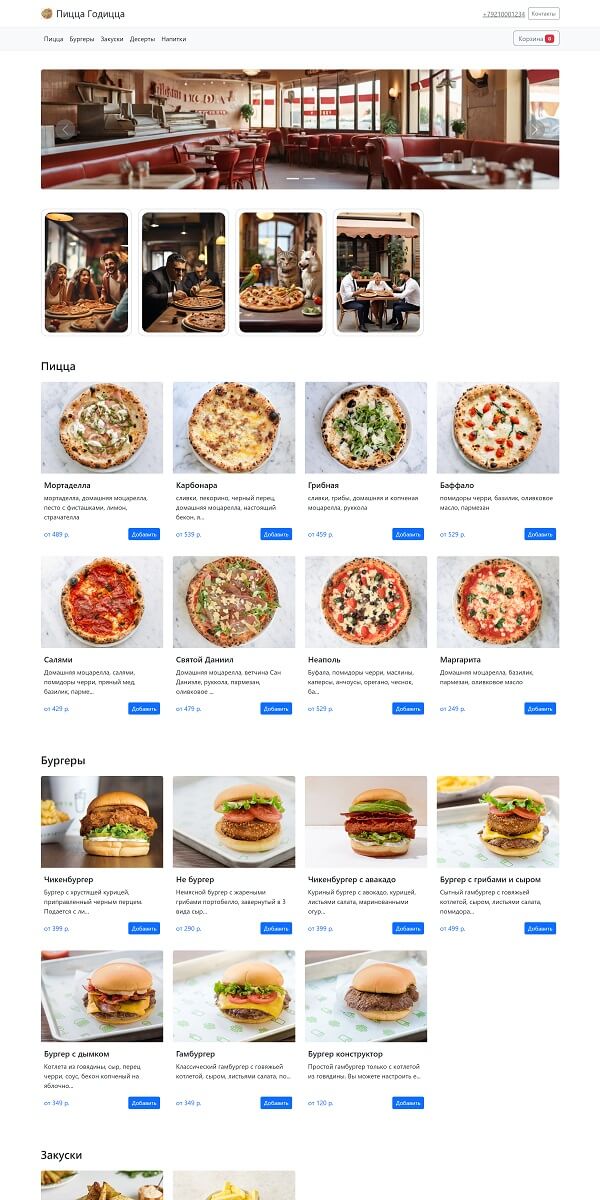 Пицца Годицца
+79210001234
Контакты
Пицца Бургеры Закуски Десерты Напитки
Корзина 0
Пицца
Мортаделла
мортаделла, домашняя моцарелла,
песто с фисташками, лимон,
страчателла
от 489 р.
Добавить
Карбонара
сливки, пекорино, черный перец,
домашняя моцарелла, настоящий
бекон, я...
от 539 р.
Добавить
Грибная
сливки, грибы, домашняя и копченая
моцарелла, руккола
от 459 р.
Добавить
Баффало
помидоры черри, базилик, оливковое
масло, пармезан
от 529 р.
Добавить
Салями
Домашняя моцарелла, салями,
помидоры черри, пряный мед,
базилик, парме...
от 429 р.
Добавить
Святой Даниил
Домашняя моцарелла, ветчина Сан
Даниэле, руккола, пармезан,
оливковое ...
от 479 р.
Добавить
Неаполь
Буфала, помидоры черри, маслины,
каперсы, анчоусы, орегано, чеснок,
ба...
от 529 р.
Добавить
Маргарита
Домашняя моцарелла, базилик,
пармезан, оливковое масло
от 249 р.
Добавить
Бургеры
Чикенбургер
Бургер с хрустящей курицей,
приправленный черным перцем.
Подается с ли...
от 399 р.
Добавить
Не бургер
Немясной бургер с жареными
грибами портобелло, завернутый в 3
вида сыр...
от 290 р.
Добавить
Чикенбургер с авакадо
Куриный бургер с авокадо, курицей,
листьями салата, маринованными
огур...
от 399 р.
Добавить
Бургер с грибами и сыром
Сытный гамбургер с говяжьей
котлетой, сыром, листьями салата,
помидора...
от 499 р.
Добавить
Бургер с дымком
Котлета из говядины, сыр, перец
черри, соус, бекон копченый на
яблочно...
от 349 р.
Добавить
Гамбургер
Классический гамбургер с говяжьей
котлетой, сыром, листьями салата, по...
от 349 р.
Добавить
Бургер конструктор
Простой гамбургер только с котлетой
из говядины. Вы можете настроить е...
от 120 р.
Добавить
Закуски